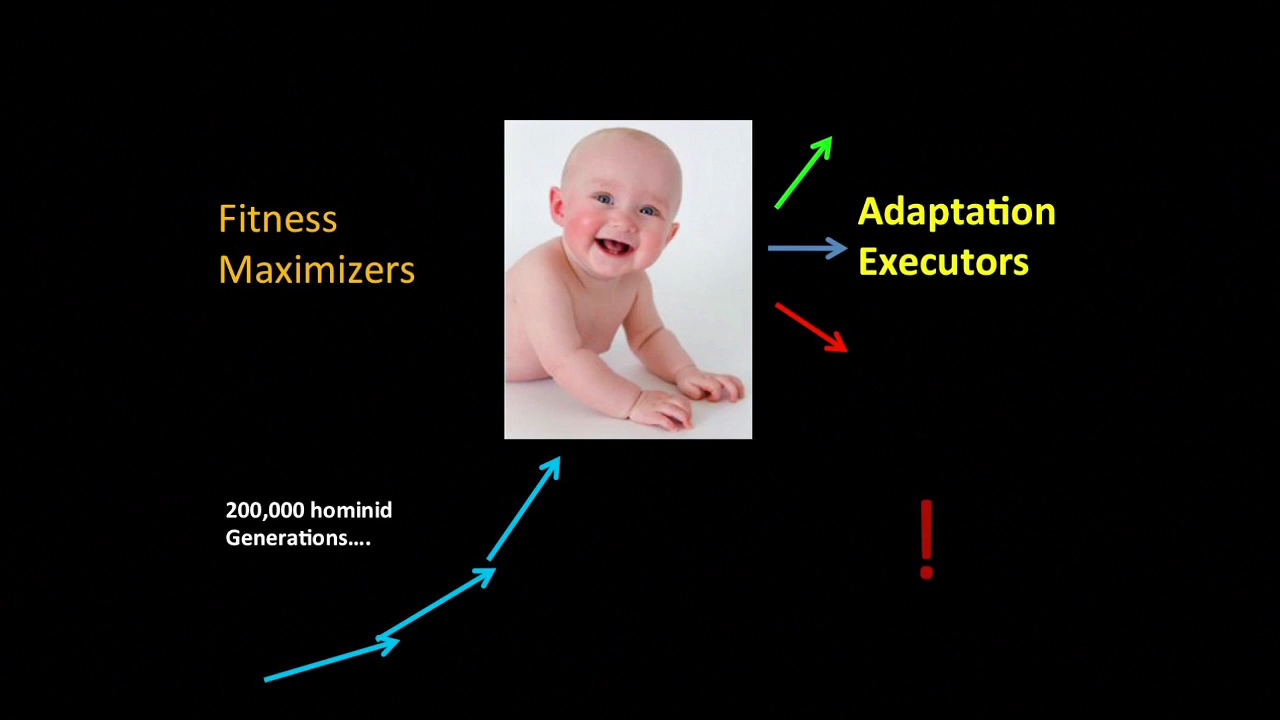 Fitness
Maximizers
Adaptation
Executors
200,000 hominid
Generations....
!